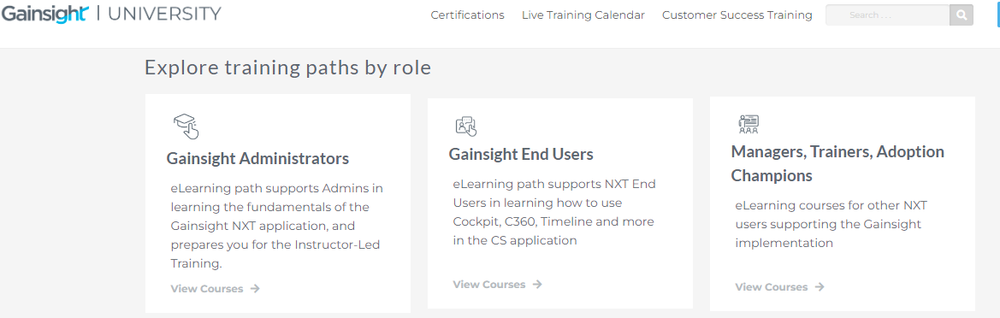 Gainsight | UNIVERSITY
Certifications
Live Training Calendar
Customer Success Training
Search . . .
Explore training paths by role
Gainsight Administrators
eLearning path supports Admins in
learning the fundamentals of the
Gainsight NXT application, and
prepares you for the Instructor-Led
Training.
View Courses →
Gainsight End Users
eLearning path supports NXT End
Users in learning how to use
Cockpit, C360, Timeline and more
in the CS application
View Courses →
Managers, Trainers, Adoption
Champions
eLearning courses for other NXT
users supporting the Gainsight
implementation
View Courses →